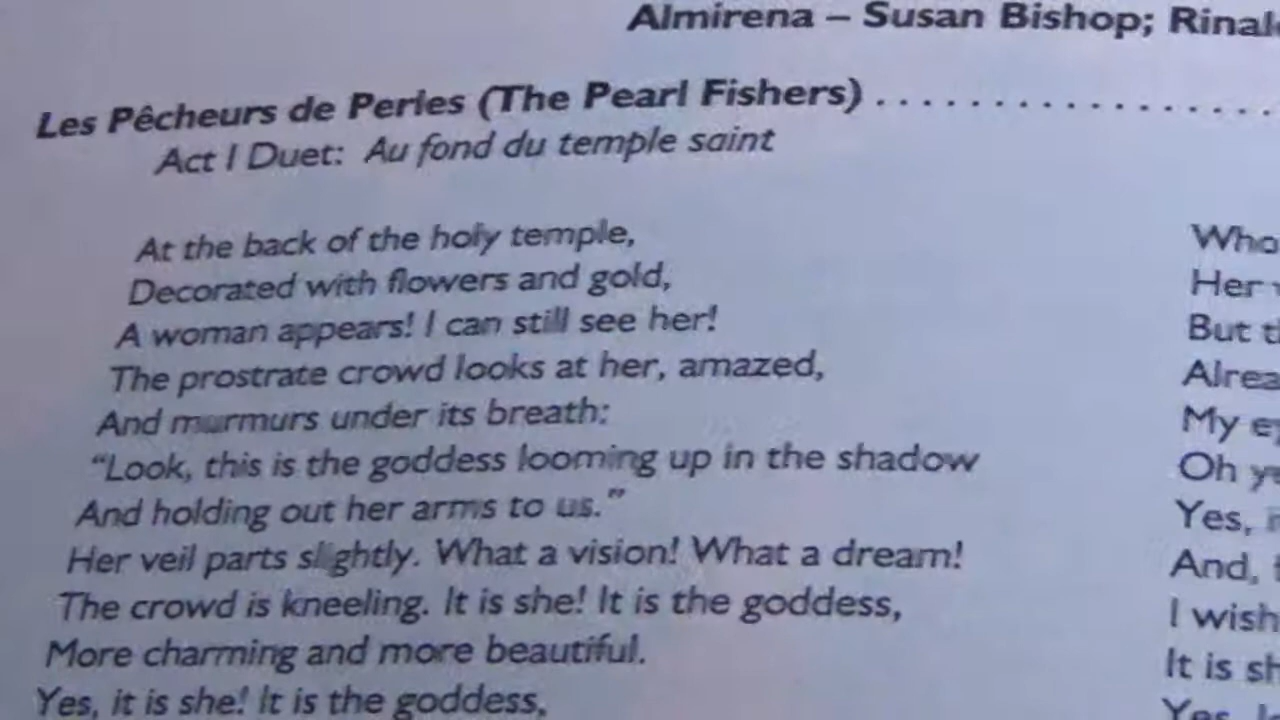 Almirena – Susan Bishop;
Les Pêcheurs de Perles (The Pearl Fishers) . . . . . . . . . . . . . . . .
Act I Duet: Au fond du temple saint
At the back of the holy temple,
Decorated with flowers and gold,
A woman appears! I can still see her!
The prostrate crowd looks at her, amazed,
And murmurs under its breath:
“Look, this is the goddess looming up in the shadow
And holding out her arms to us.”
Her veil parts slightly. What a vision! What a dream!
The crowd is kneeling. It is she! It is the goddess,
More charming and more beautiful.
Yes, it is she! It is the goddess,
Her
But
My
Oh
Yes,
And,
I wish
It is
Yes,